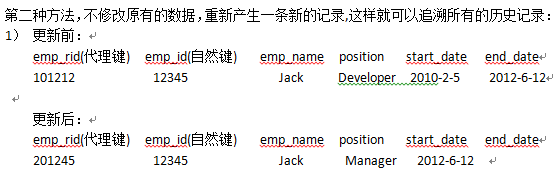 第二种方法,不修改原有的数据,重新产生一条新的记录,这样就可以追溯所有的历史记录:
1） 更新前:
emp_rid(代理键) emp_id(自然键) emp_name position start_date end_date
101212 12345 Jack Developer 2010-2-5 2012-6-12
更新后:
emp_rid(代理键) emp_id(自然键) emp_name position start_date end_date
201245 12345 Jack Manager 2012-6-12